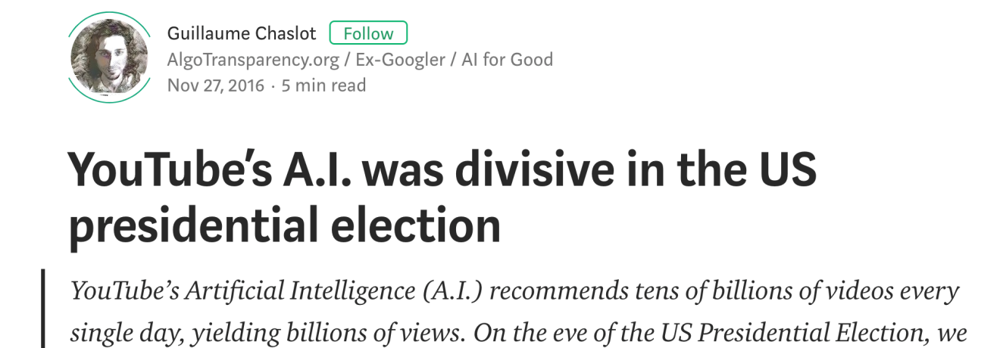 Guillaume Chaslot Follow
AlgoTransparency.org / Ex-Googler / AI for Good
Nov 27, 2016 · 5 min read
YouTube’s A.I. was divisive in the US
presidential election
YouTube’s Artificial Intelligence (A.I.) recommends tens of billions of videos every
single day, yielding billions of views. On the eve of the US Presidential Election, we